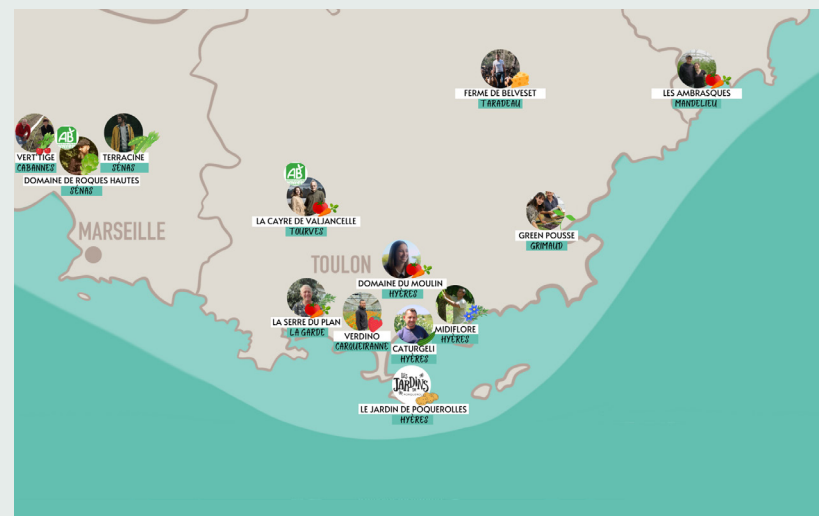 FERME DE BELVESET
TARADEAU
LES AMBRASQUES
MANDELIEU
AB
VERT'TIGE
CABANNES
TERRACINE
SÉNAS
DOMAINE DE ROQUES HAUTES
SÉNAS
AB
LA CAYRE DE VALJANCELLE
TOURVES
MARSEILLE
GREEN POUSSE
GRIMAUD
TOULON
DOMAINE DU MOULIN
HYÈRES
LA SERRE DU PLAN
LA GARDE
VERDINO
CARQUEIRANNE
MIDIFLORE
HYÈRES
CATURGELI
HYÈRES
JARDINS
LE JARDIN DE POQUEROLLES
HYÈRES